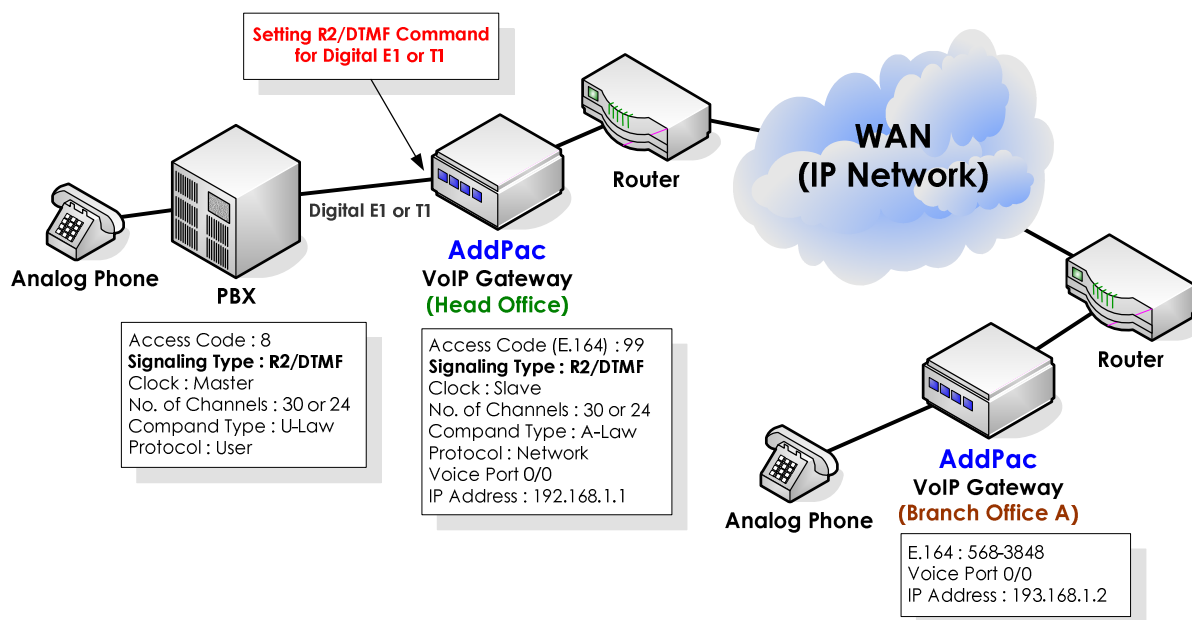 Setting R2/DTMF Command
for Digital E1 or T1
WAN
(IP Network)
Router
Digital E1 or T1
Analog Phone
PBX
AddPac
VoIP Gateway
(Head Office)
Access Code : 8
Signaling Type : R2/DTMF
Clock : Master
No. of Channels : 30 or 24
Compand Type : U-Law
Protocol : User
Access Code (E.164) : 99
Signaling Type : R2/DTMF
Clock : Slave
No. of Channels : 30 or 24
Compand Type : A-Law
Protocol : Network
Voice Port 0/0
IP Address : 192.168.1.1
Router
AddPac
VoIP Gateway
(Branch Office A)
Analog Phone
E.164 : 568-3848
Voice Port 0/0
IP Address : 193.168.1.2